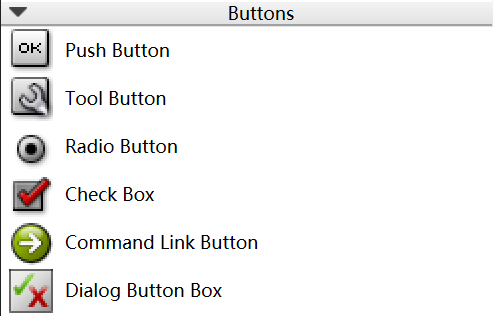 Buttons
OK
Push Button
Tool Button
Radio Button
Check Box
Command Link Button
Dialog Button Box